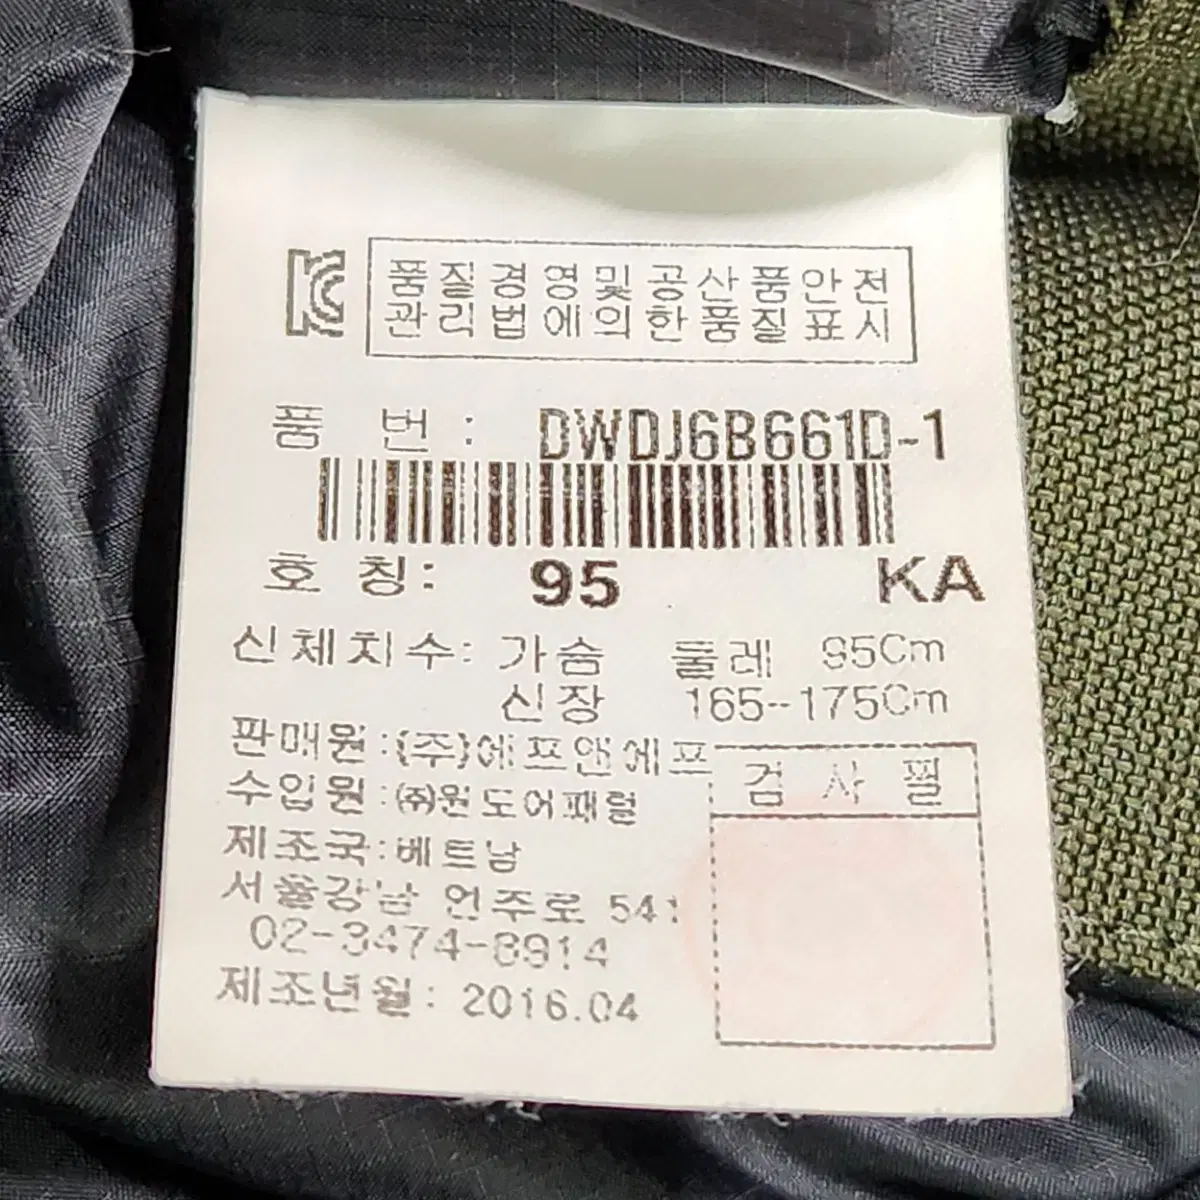 KC
품질경영및공산품안전
관리법에의한품질표시
품 번 : DWDJ6B661D-1
호 칭 : 95 KA
신체치수: 가슴 둘레 95Cm
신장 165--175Cm
판매원:(주)에프앤에프
수입원:㈜원도어패럴
제조국:베트남
검 사 필
서울강남 언주로 541
02-3474-8914
제조년월: 2016.04